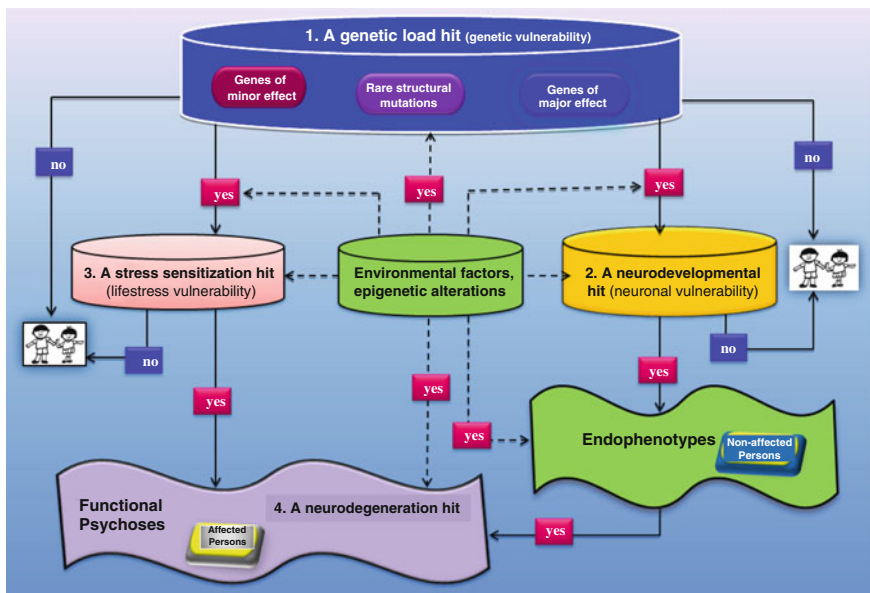 1. A genetic load hit (genetic vulnerability)
Genes of
minor effect
Rare structural
mutations
Genes of
major effect
no
no
yes
yes
yes
3. A stress sensitization hit
(lifestress vulnerability)
Environmental factors,
epigenetic alterations
2. A neurodevelopmental
hit (neuronal vulnerability)
no
no
yes
yes
yes
yes
Endophenotypes
Non-affected
Persons
Functional
Psychoses
4. A neurodegeneration hit
Affected
Persons
yes